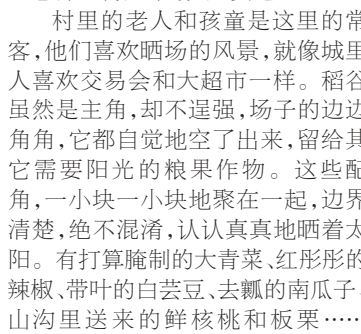 村里的老人和孩童是这里的常
客,他们喜欢晒场的风景,就像城里
人喜欢交易会和大超市一样。稻谷
虽然是主角,却不逞强,场子的边边
角角,它都自觉地空了出来,留给其
它需要阳光的粮果作物。这些配
角,一小块一小块地聚在一起,边界
清楚,绝不混淆,认认真真地晒着太
阳。有打算腌制的大青菜、红彤彤的
辣椒、带叶的白芸豆、去瓤的南瓜子、
山沟里送来的鲜核桃和板栗……